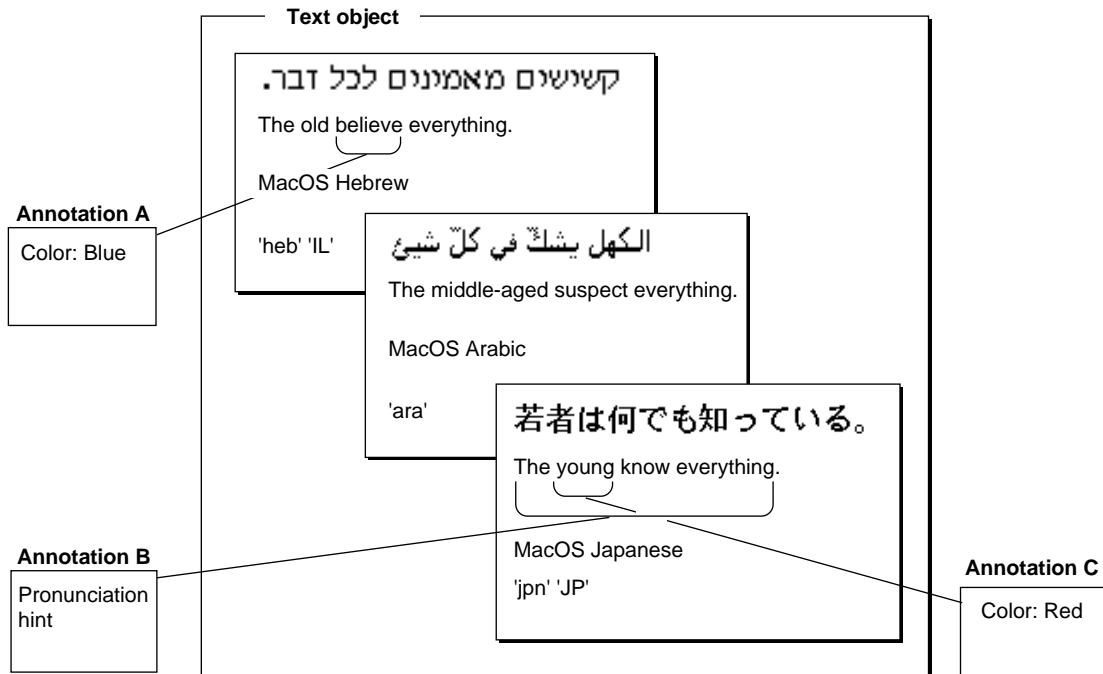 Text object
קשישים מאמינים לכל זבר.
The old believe everything.
MacOS Hebrew
'heb' 'IL'
Annotation A
Color: Blue
الكهل يشكّ في كلّ شيئ
The middle-aged suspect everything.
MacOS Arabic
'ara'
若者は何でも知っている。
The young know everything.
MacOS Japanese
'jpn' 'JP'
Annotation B
Pronunciation
hint
Annotation C
Color: Red